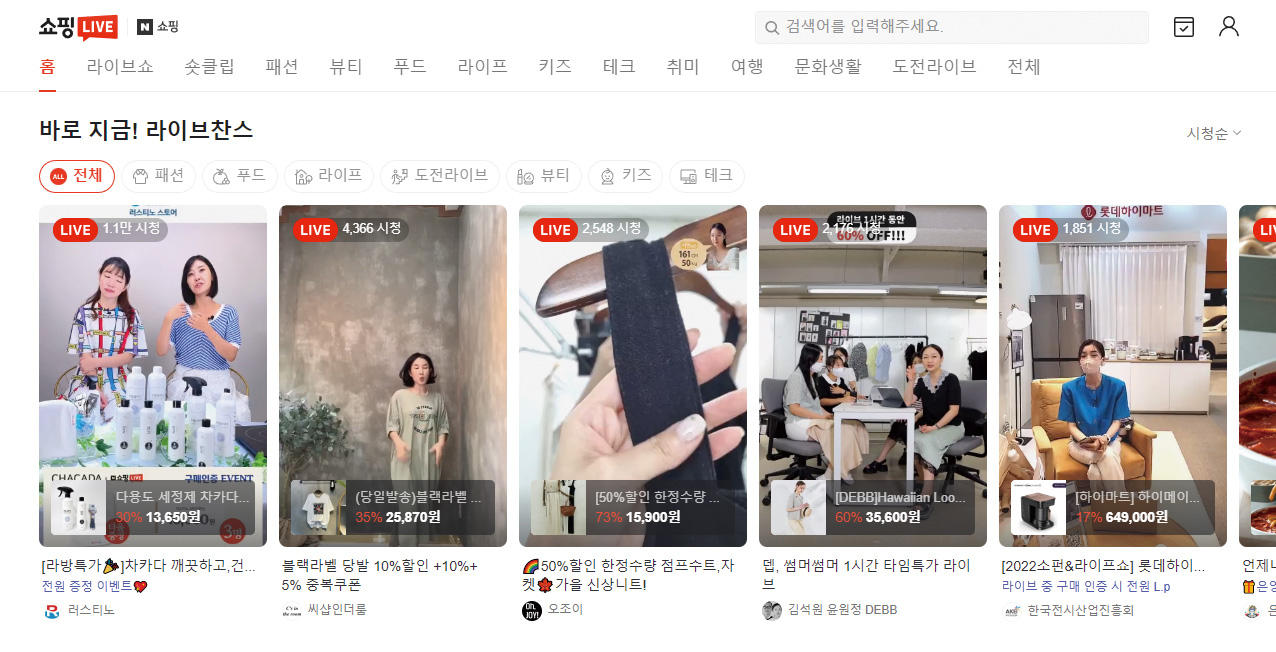 쇼핑 LIVE N 쇼핑
검색어를 입력해주세요.
홈 라이브쇼 숏클립 패션 뷰티 푸드 라이프 키즈 테크 취미 여행 문화생활 도전라이브 전체
바로 지금! 라이브찬스
시청순
ALL 전체 패션 푸드 라이프 도전라이브 뷰티 키즈 테크
러스티노 스토어
LIVE 1.1만 시청
CHACADA
구매인증 EVENT
다용도 세정제 차카다...
30% 13,650원
3명
[라방특가]차카다 깨끗하고,건...
전원 증정 이벤트
러스티노
LIVE 4,366 시청
(당일발송)블랙라벨 ...
35% 25,870원
블랙라벨 당발 10%할인 +10%+
5% 중복쿠폰
씨샵인더룸
LIVE 2,548 시청
161cm
50kg
[50%할인 한정수량 ...
73% 15,900원
50%할인 한정수량 점프수트,자
켓가을 신상니트!
OH, JOY!
오조이
라이브 1시간 동안
60% OFF!!!
LIVE 2,176 시청
[DEBB]Hawaiian Loo...
60% 35,600원
뎁, 썸머썸머 1시간 타임특가 라이
브
김석원 윤원정 DEBB
롯데하이마트
LIVE 1,851 시청
[하이마트] 하이메이...
17% 649,000원
[2022소펀&라이프쇼] 롯데하이...
라이브 중 구매 인증 시 전원 L.p
한국전시산업진흥회
언제나